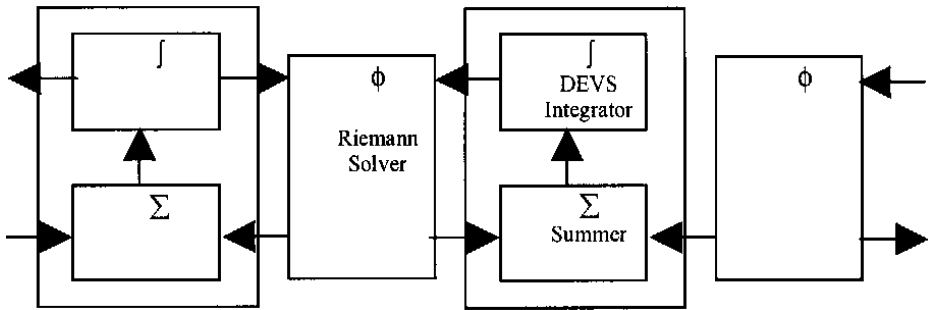 ∫
Σ
ϕ
Riemann
Solver
∫
DEVS
Integrator
Σ
Summer
ϕ